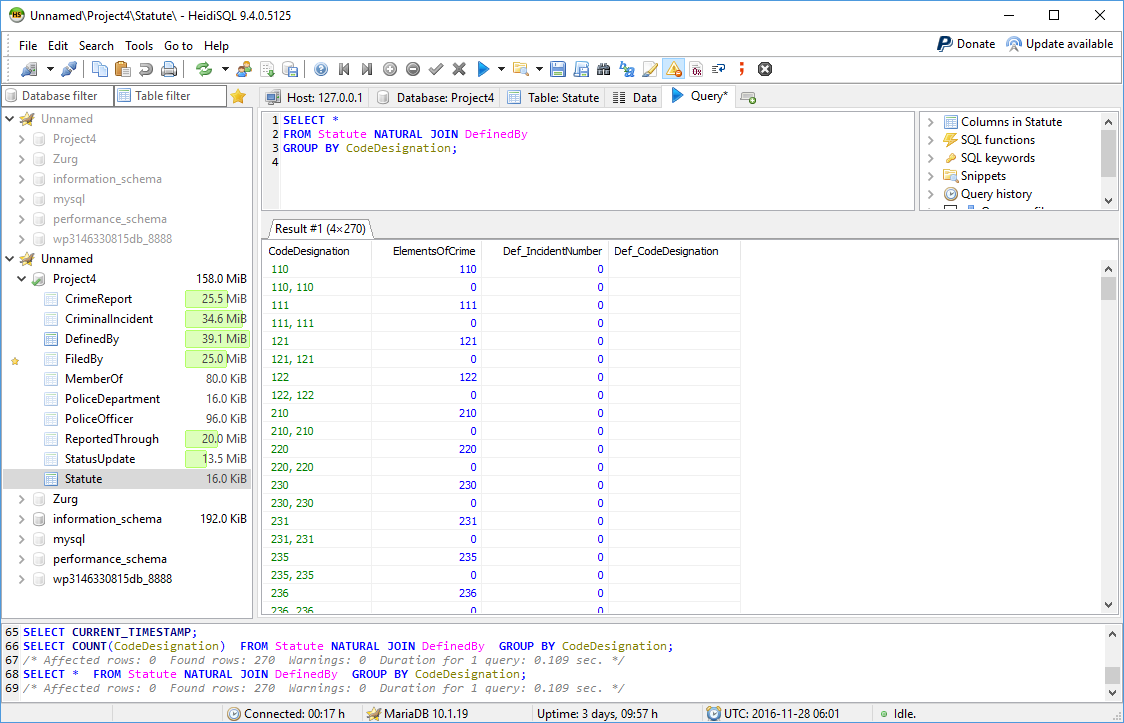 Unnamed\Project4\Statute\ - HeidiSQL 9.4.0.5125
File Edit Search Tools Go to Help
Donate Update available
Database filter Table filter
Host: 127.0.0.1 Database: Project4 Table: Statute Data Query*
Unnamed
Project4
Zurg
information_schema
mysql
performance_schema
wp3146330815db_8888
Unnamed
Project4 158.0 MiB
CrimeReport 25.5 MiB
CriminalIncident 34.6 MiB
DefinedBy 39.1 MiB
FiledBy 25.0 MiB
MemberOf 80.0 KiB
PoliceDepartment 16.0 KiB
PoliceOfficer 96.0 KiB
ReportedThrough 20.0 MiB
StatusUpdate 13.5 MiB
Statute 16.0 KiB
Zurg
information_schema 192.0 KiB
mysql
performance_schema
wp3146330815db_8888
1 SELECT *
2 FROM Statute NATURAL JOIN DefinedBy
3 GROUP BY CodeDesignation;
4
Columns in Statute
SQL functions
SQL keywords
Snippets
Query history
Result #1 (4×270)
CodeDesignation ElementsOfCrime Def_IncidentNumber Def_CodeDesignation
110 110 0
110, 110 0 0
111 111 0
111, 111 0 0
121 121 0
121, 121 0 0
122 122 0
122, 122 0 0
210 210 0
210, 210 0 0
220 220 0
220, 220 0 0
230 230 0
230, 230 0 0
231 231 0
231, 231 0 0
235 235 0
235, 235 0 0
236 236 0
236, 236 0 0
65 SELECT CURRENT_TIMESTAMP;
66 SELECT COUNT(CodeDesignation) FROM Statute NATURAL JOIN DefinedBy GROUP BY CodeDesignation;
67 /* Affected rows: 0 Found rows: 270 Warnings: 0 Duration for 1 query: 0.109 sec. */
68 SELECT * FROM Statute NATURAL JOIN DefinedBy GROUP BY CodeDesignation;
69 /* Affected rows: 0 Found rows: 270 Warnings: 0 Duration for 1 query: 0.109 sec. */
Connected: 00:17 h MariaDB 10.1.19 Uptime: 3 days, 09:57 h UTC: 2016-11-28 06:01 Idle.